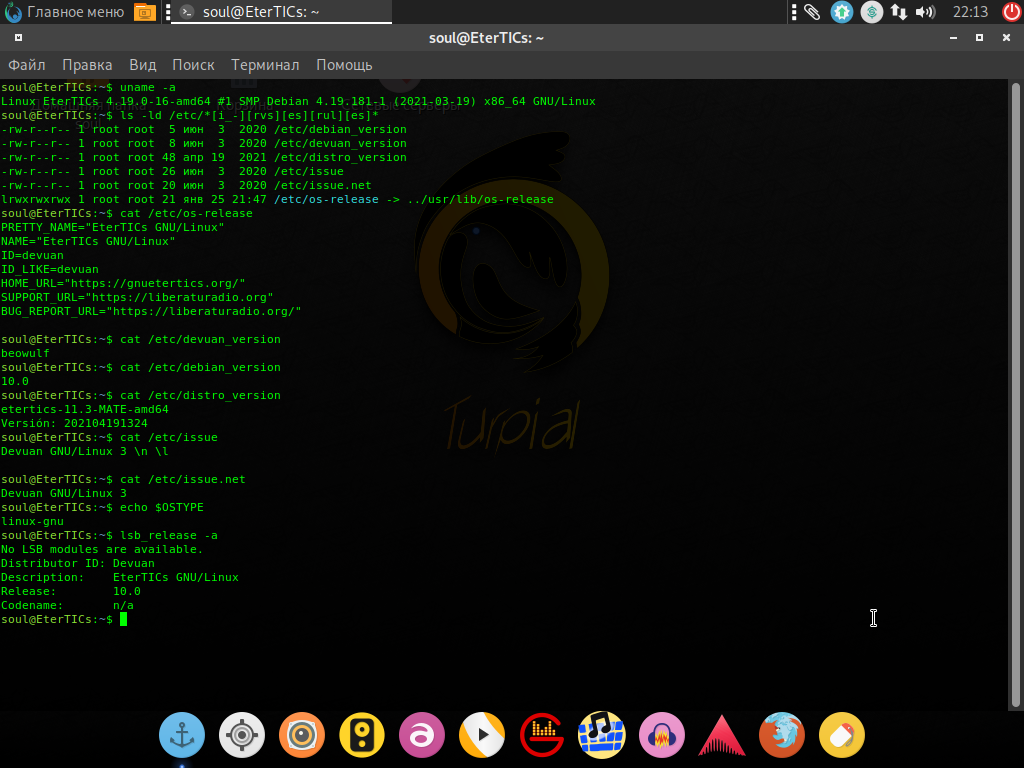 Главное меню
soul@EterTICs: ~
22:13
soul@EterTICs: ~
Файл Правка Вид Поиск Терминал Помощь
soul@EterTICs:~$ uname -a
Linux EterTICs 4.19.0-16-amd64 #1 SMP Debian 4.19.181-1 (2021-03-19) x86_64 GNU/Linux
soul@EterTICs:~$ ls -ld /etc/*[i_-][rvs][es][rul][es]*
-rw-r--r-- 1 root root  5 июн  3  2020 /etc/debian_version
-rw-r--r-- 1 root root  8 июн  3  2020 /etc/devuan_version
-rw-r--r-- 1 root root 48 апр 19  2021 /etc/distro_version
-rw-r--r-- 1 root root 26 июн  3  2020 /etc/issue
-rw-r--r-- 1 root root 20 июн  3  2020 /etc/issue.net
lrwxrwxrwx 1 root root 21 янв 25 21:47 /etc/os-release -> ../usr/lib/os-release
soul@EterTICs:~$ cat /etc/os-release
PRETTY_NAME="EterTICs GNU/Linux"
NAME="EterTICs GNU/Linux"
ID=devuan
ID_LIKE=devuan
HOME_URL="https://gnuetertics.org/"
SUPPORT_URL="https://liberaturadio.org"
BUG_REPORT_URL="https://liberaturadio.org/"
soul@EterTICs:~$ cat /etc/devuan_version
beowulf
soul@EterTICs:~$ cat /etc/debian_version
10.0
soul@EterTICs:~$ cat /etc/distro_version
etertics-11.3-MATE-amd64
Versión: 202104191324
soul@EterTICs:~$ cat /etc/issue
Devuan GNU/Linux 3 \n \l
soul@EterTICs:~$ cat /etc/issue.net
Devuan GNU/Linux 3
soul@EterTICs:~$ echo $OSTYPE
linux-gnu
soul@EterTICs:~$ lsb_release -a
No LSB modules are available.
Distributor ID: Devuan
Description:    EterTICs GNU/Linux
Release:        10.0
Codename:       n/a
soul@EterTICs:~$
Turpial